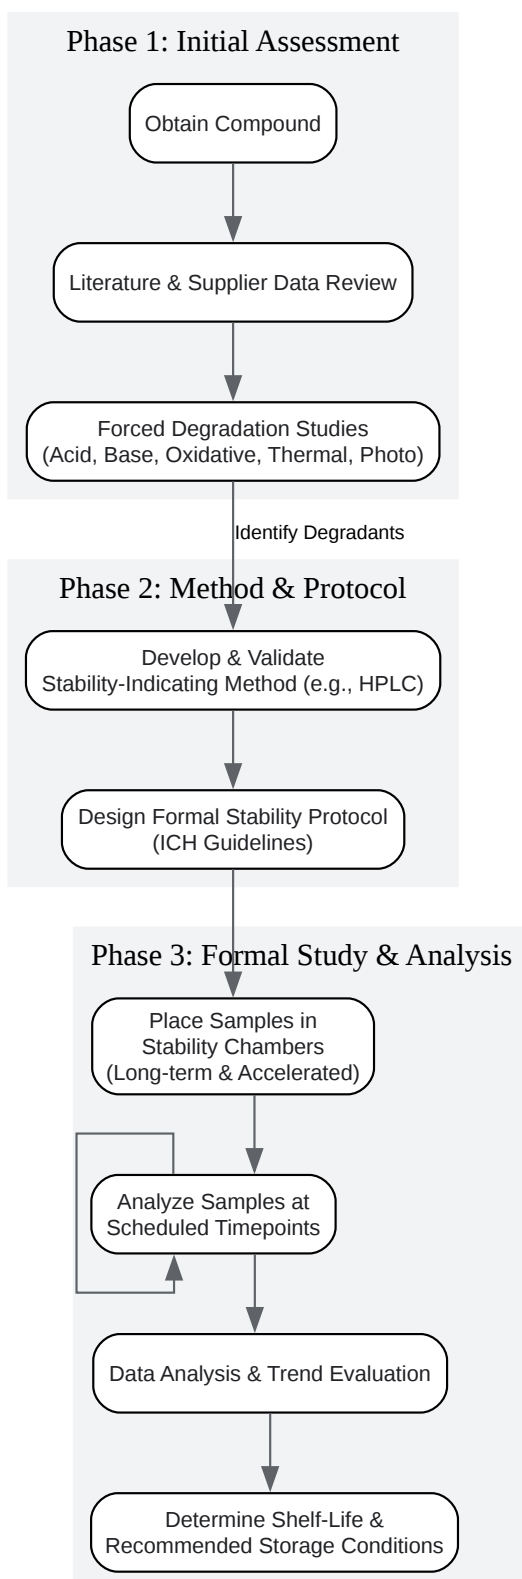 Phase 1: Initial Assessment
Obtain Compound
Literature & Supplier Data Review
Forced Degradation Studies
(Acid, Base, Oxidative, Thermal, Photo)
Identify Degradants
Phase 2: Method & Protocol
Develop & Validate
Stability-Indicating Method (e.g., HPLC)
Design Formal Stability Protocol
(ICH Guidelines)
Phase 3: Formal Study & Analysis
Place Samples in
Stability Chambers
(Long-term & Accelerated)
Analyze Samples at
Scheduled Timepoints
Data Analysis & Trend Evaluation
Determine Shelf-Life &
Recommended Storage Conditions